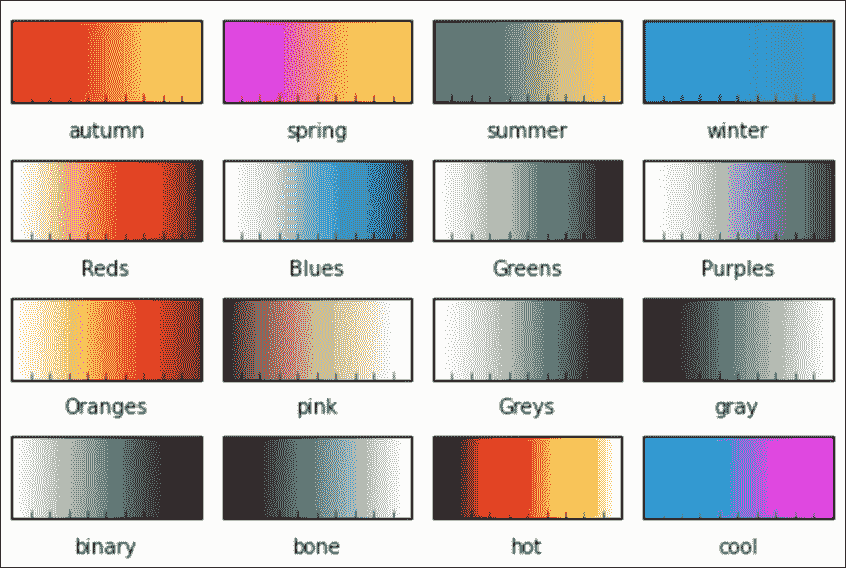 autumn spring summer winter
Reds Blues Greens Purples
Oranges pink Greys gray
binary bone hot cool